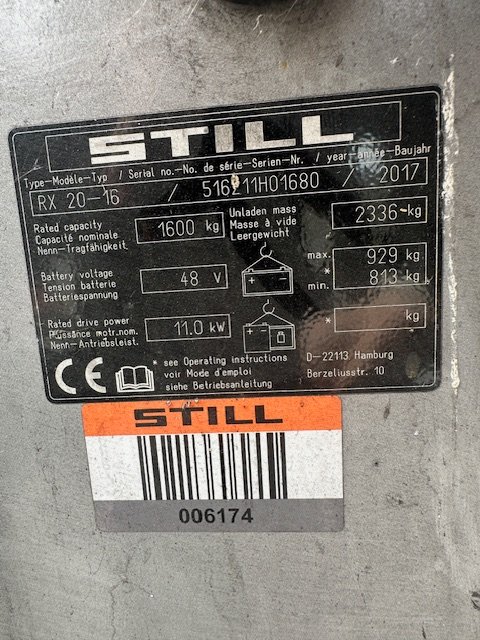 STILL
Type-Modèle-Typ / Serial no.-No. de série-Serien-Nr. / year-année-Baujahr
RX 20-16 / 516211H01680 / 2017
Rated capacity
Capacité nominale
Nenn-Tragfähigkeit.
1600 kg
Unladen mass
Masse à vide
Leergewicht
2336 kg
Battery voltage
Tension batterie
Batteriespannung
48 V
max. 929 kg
*
min. 813 kg
Rated drive power
Puissance motr.nom.
Nenn-Antriebsleist.
11.0 kW
* kg
CE
* see Operating instructions
voir Mode d'emploi
siehe Betriebsanleitung
D-22113 Hamburg
Berzeliusstr. 10
STILL
006174